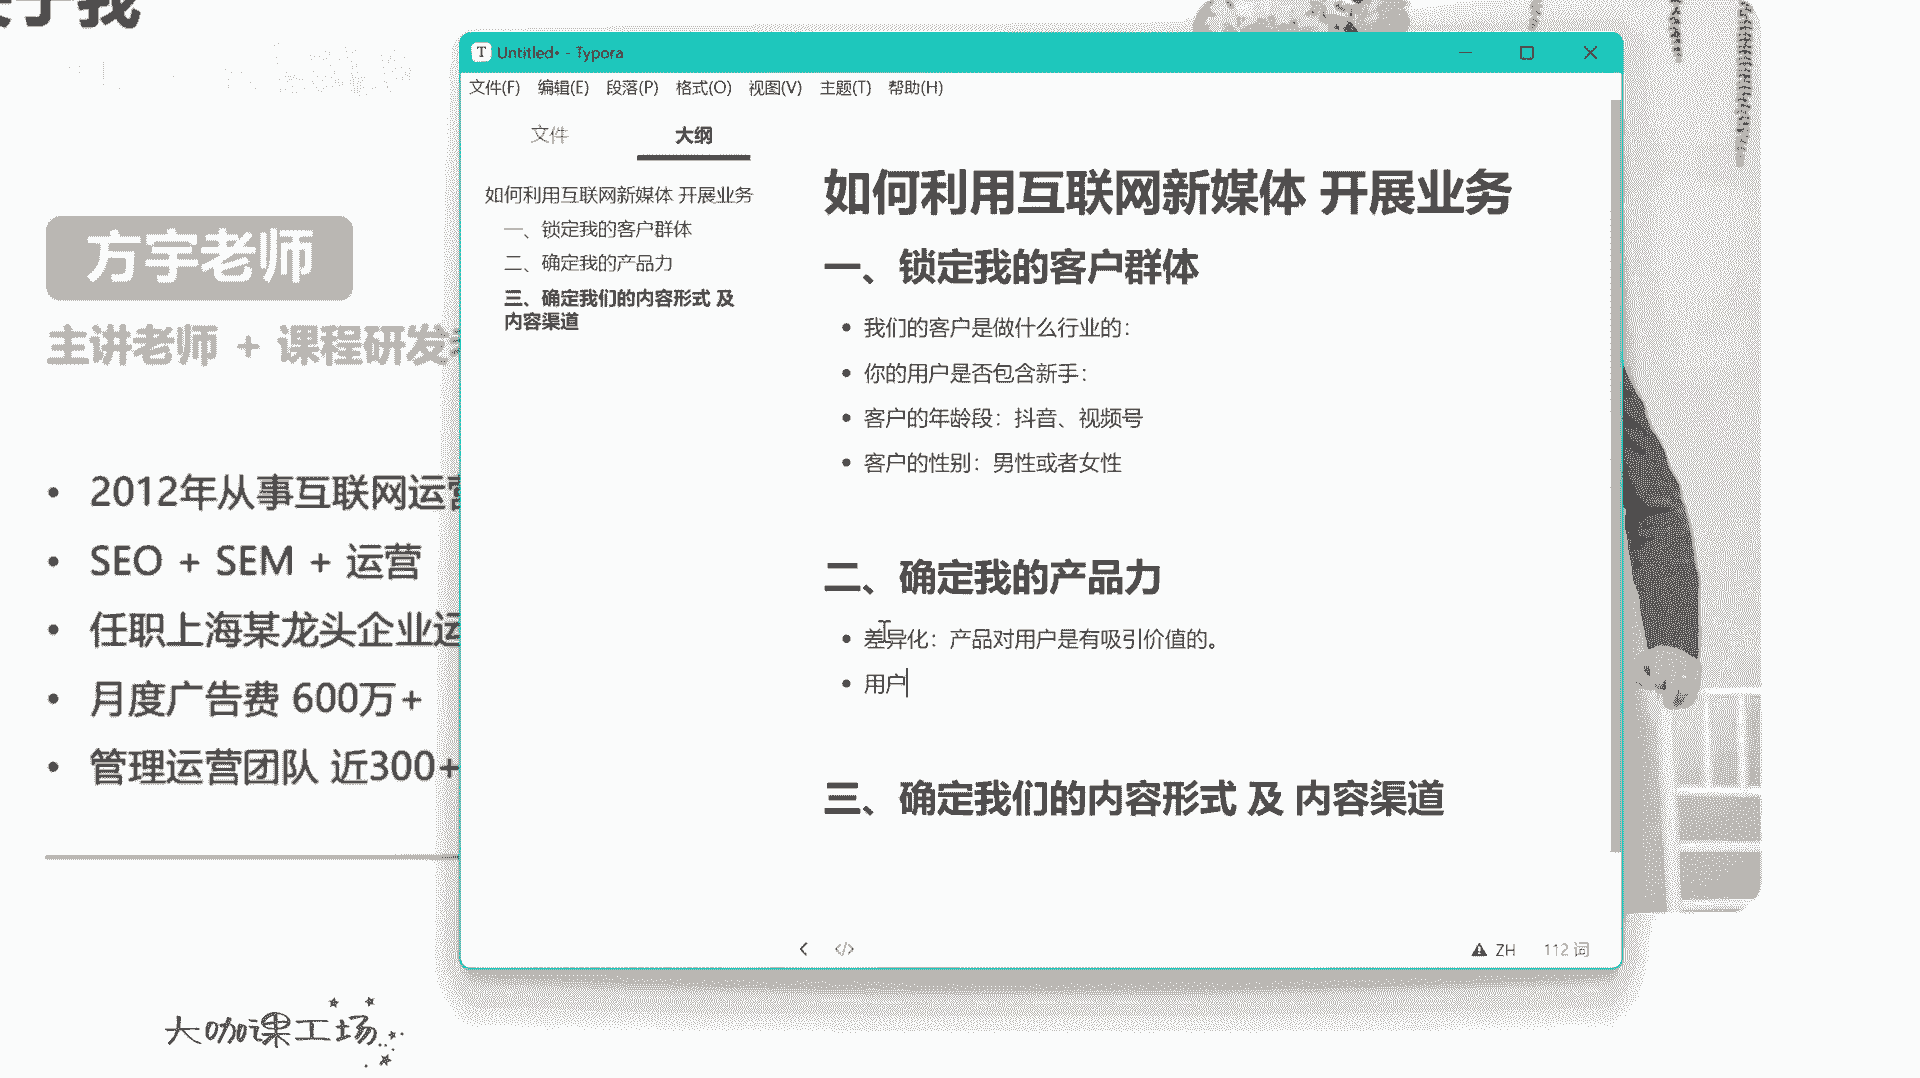 于我
方宇老师
主讲老师 + 课程研发
2012年从事互联网运营
SEO + SEM + 运营
任职上海某龙头企业运
月度广告费 600万+
管理运营团队 近300+
大咖课工场
Untitled• - Typora
文件(F) 编辑(E) 段落(P) 格式(O) 视图(V) 主题(T) 帮助(H)
文件 大纲
如何利用互联网新媒体 开展业务
一、锁定我的客户群体
二、确定我的产品力
三、确定我们的内容形式 及
内容渠道
如何利用互联网新媒体 开展业务
一、锁定我的客户群体
我们的客户是做什么行业的：
你的用户是否包含新手：
客户的年龄段：抖音、视频号
客户的性别：男性或者女性
二、确定我的产品力
差异化：产品对用户是有吸引价值的。
用户
三、确定我们的内容形式 及 内容渠道
</> ZH 112 词